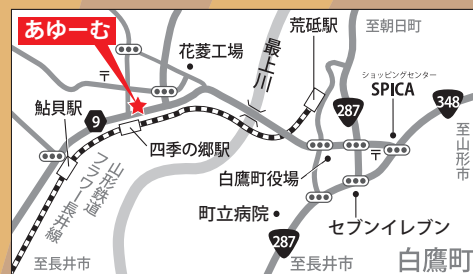 あゆーむ
花菱工場
最上川
荒砥駅
至朝日町
ショッピングセンター
SPICA
〒
鮎貝駅
9
287
348
至山形市
四季の郷駅
山形鉄道
フラワー長井線
白鷹町役場
〒
町立病院
セブンイレブン
287
至長井市
至長井市
白鷹町